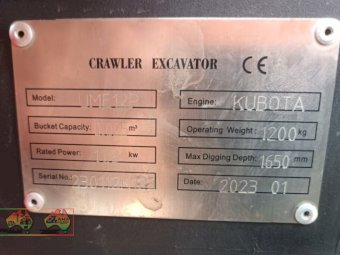 CRAWLER EXCAVATOR CE
Model:
Engine: KUBOTA
Bucket Capacity: m³
Operating Weight: 1200 kg
Rated Power: kw
Max Digging Depth: 1650 mm
Serial No.:
Date: 2023 01